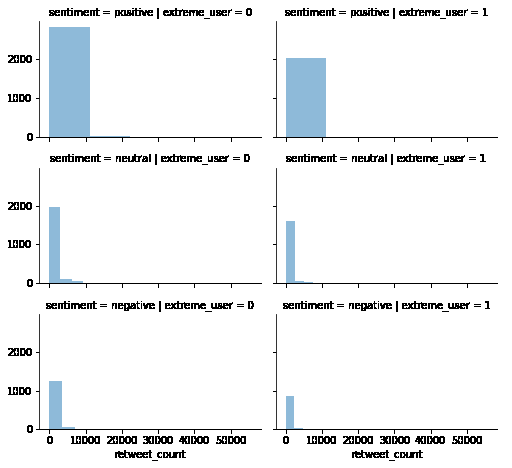 sentiment = positive | extreme_user = 0
sentiment = positive | extreme_user = 1
2000
1000
0
sentiment = neutral | extreme_user = 0
sentiment = neutral | extreme_user = 1
2000
1000
0
sentiment = negative | extreme_user = 0
sentiment = negative | extreme_user = 1
2000
1000
0
0 10000 20000 30000 40000 50000
0 10000 20000 30000 40000 50000
retweet_count
retweet_count